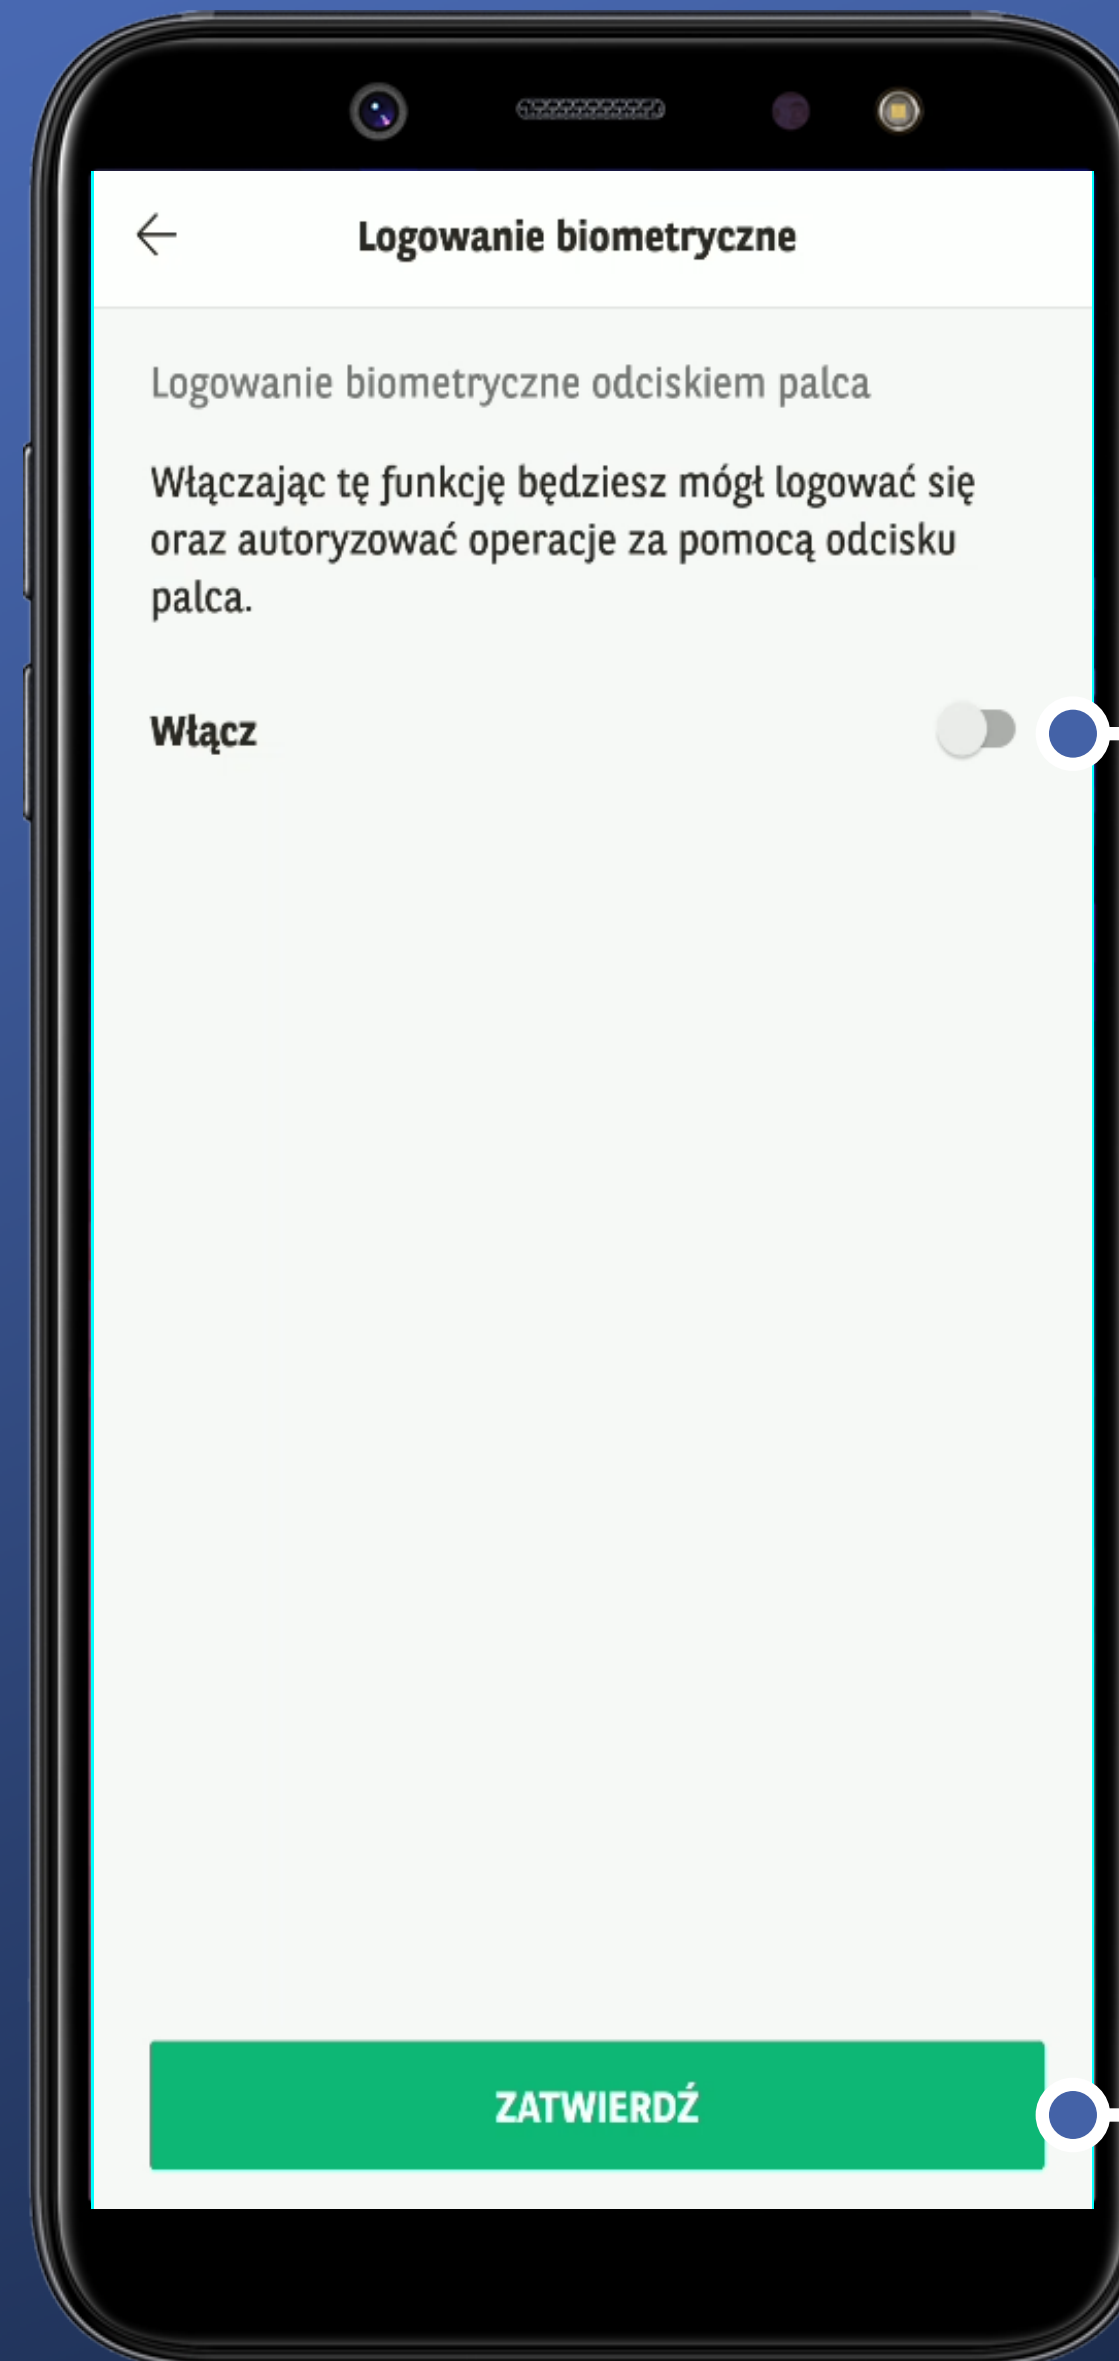 Logowanie biometryczne
Logowanie biometryczne odciskiem palca
Włączając tę funkcję będziesz mógł logować się
oraz autoryzować operacje za pomocą odcisku
palca.
Włącz
ZATWIERDŹ